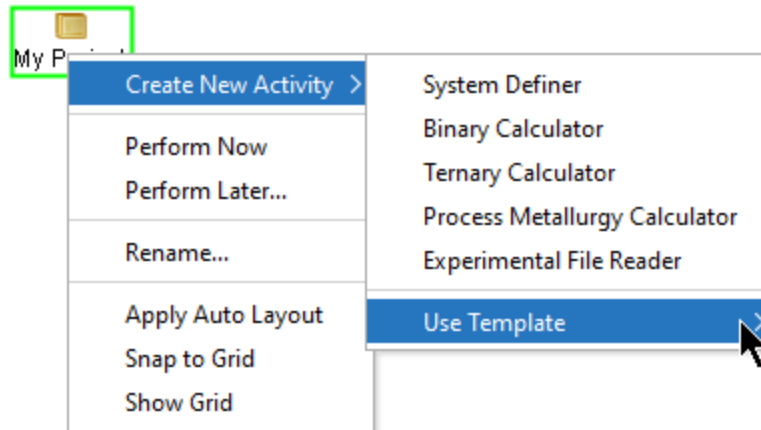 My
Create New Activity
Perform Now
Perform Later...
Rename...
Apply Auto Layout
Snap to Grid
Show Grid
System Definer
Binary Calculator
Ternary Calculator
Process Metallurgy Calculator
Experimental File Reader
Use Template